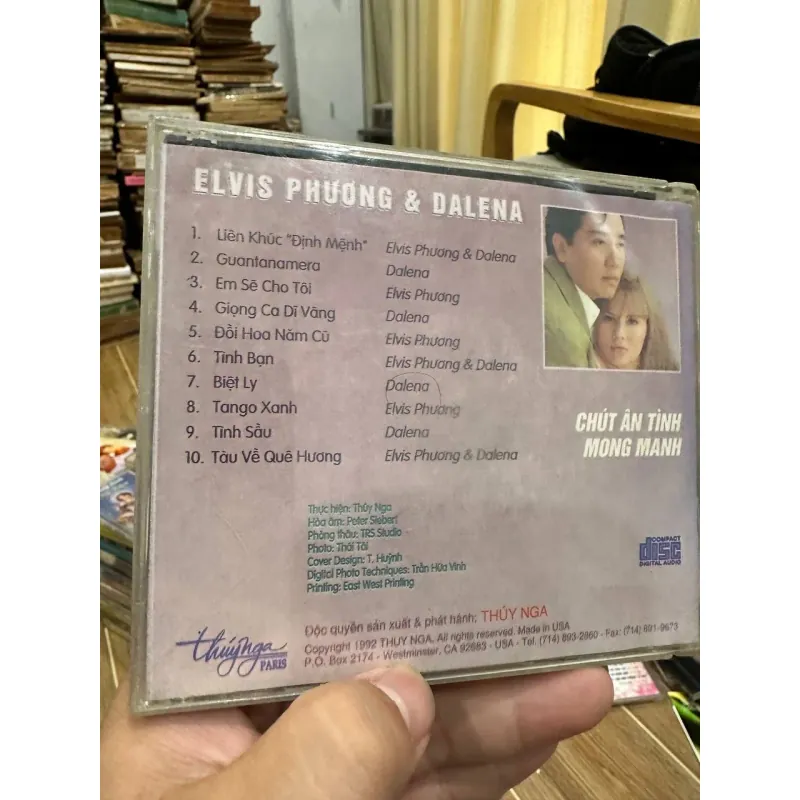 ELVIS PHƯƠNG & DALENA
1. Liên Khúc "Định Mệnh" Elvis Phương & Dalena
2. Guantanamera Dalena
3. Em Sẽ Cho Tôi Elvis Phương
4. Giọng Ca Dĩ Vãng Dalena
5. Đồi Hoa Năm Cũ Elvis Phương
6. Tình Bạn Elvis Phương & Dalena
7. Biệt Ly Dalena
8. Tango Xanh Elvis Phương
9. Tình Sầu Dalena
10. Tàu Về Quê Hương Elvis Phương & Dalena
CHÚT ÂN TÌNH
MONG MANH
Thực hiện: Thúy Nga
Hòa âm: Peter Siebert
Phòng thâu: TRS Studio
Photo: Thái Tài
Cover Design: T. Huỳnh
Digital Photo Techniques: Trần Hữu Vinh
Printing: East West Printing
COMPACT
disc
DIGITAL AUDIO
thúynga
PARIS
Độc quyền sản xuất & phát hành: THÚY NGA
Copyright 1992 THUY NGA. All rights reserved. Made in USA
P.O. Box 2174 - Westminster, CA 92683 - USA - Tel. (714) 893-2860 - Fax: (714) 891-9673